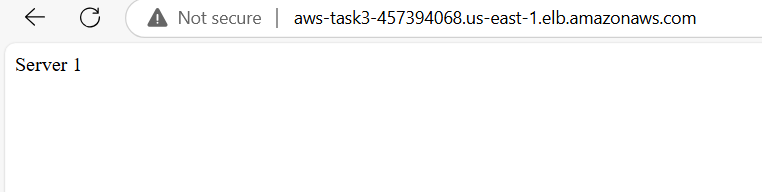 Not secure | aws-task3-457394068.us-east-1.elb.amazonaws.com
Server 1